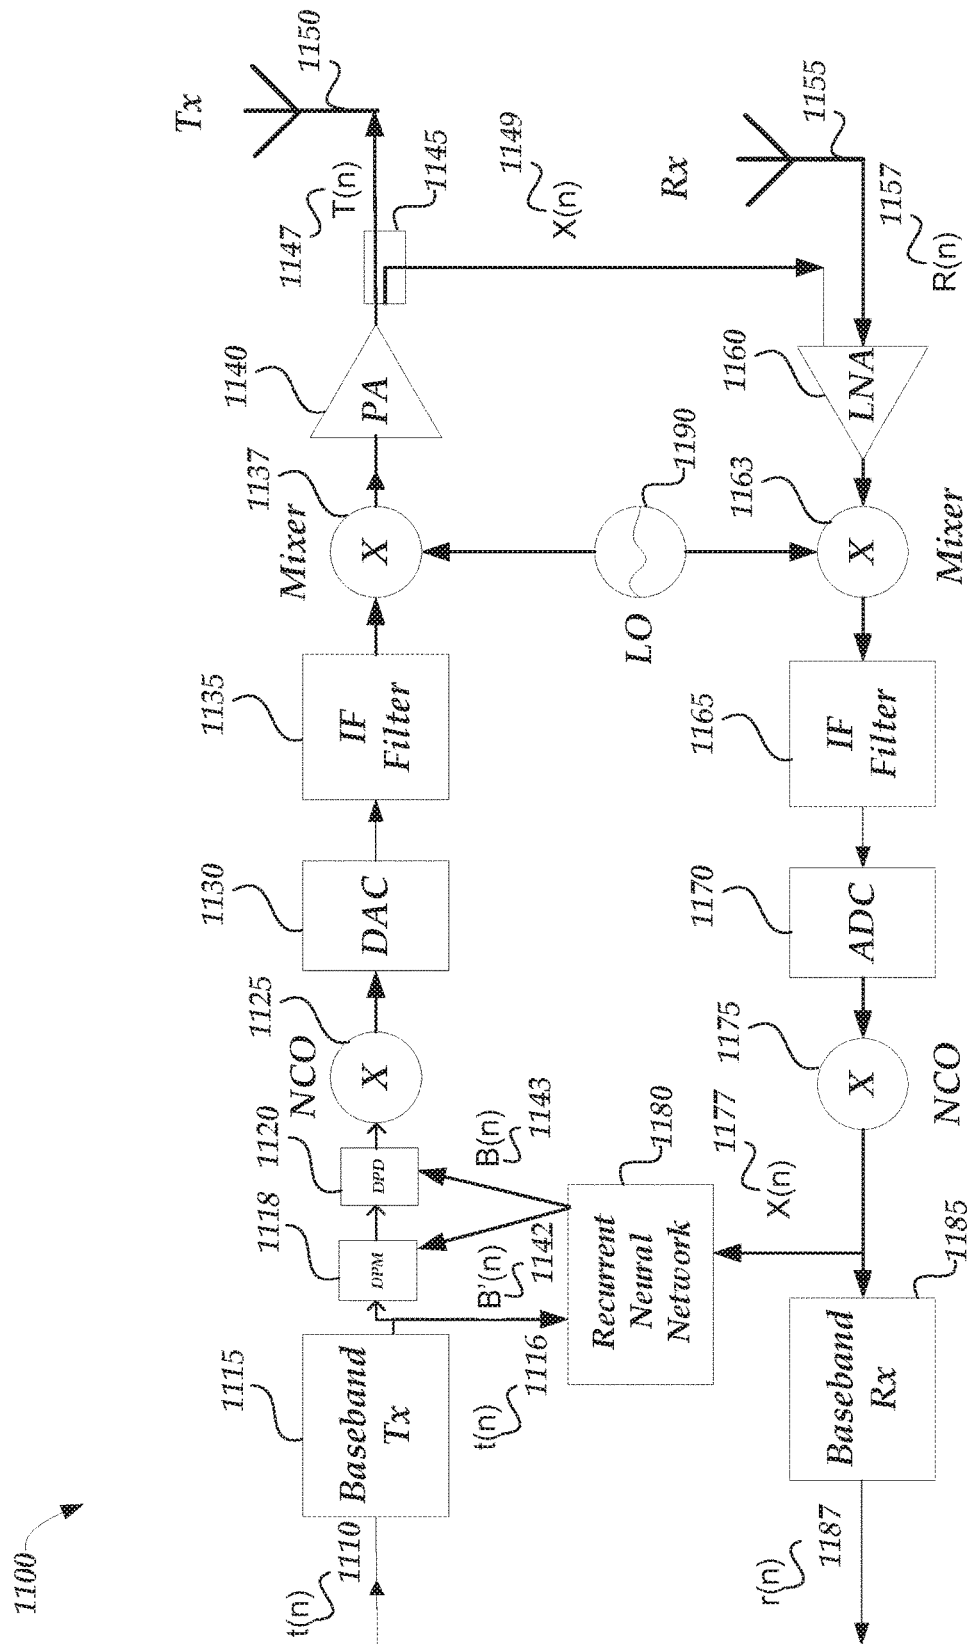 1100
t(n)
1110
1115
Baseband
Tx
t(n)
1116
1118
DPM
1120
DPD
B'(n)
1142
B(n)
1143
NCO
1125
X
1130
DAC
1135
IF
Filter
Mixer
1137
X
1140
PA
1147
T(n)
1145
Tx
1150
1149
X(n)
LO
1190
Recurrent
Neural
Network
1180
Rx
1155
1157
R(n)
1160
LNA
1163
X
Mixer
1165
IF
Filter
1170
ADC
1175
X
NCO
1177
X(n)
1185
Baseband
Rx
r(n)
1187